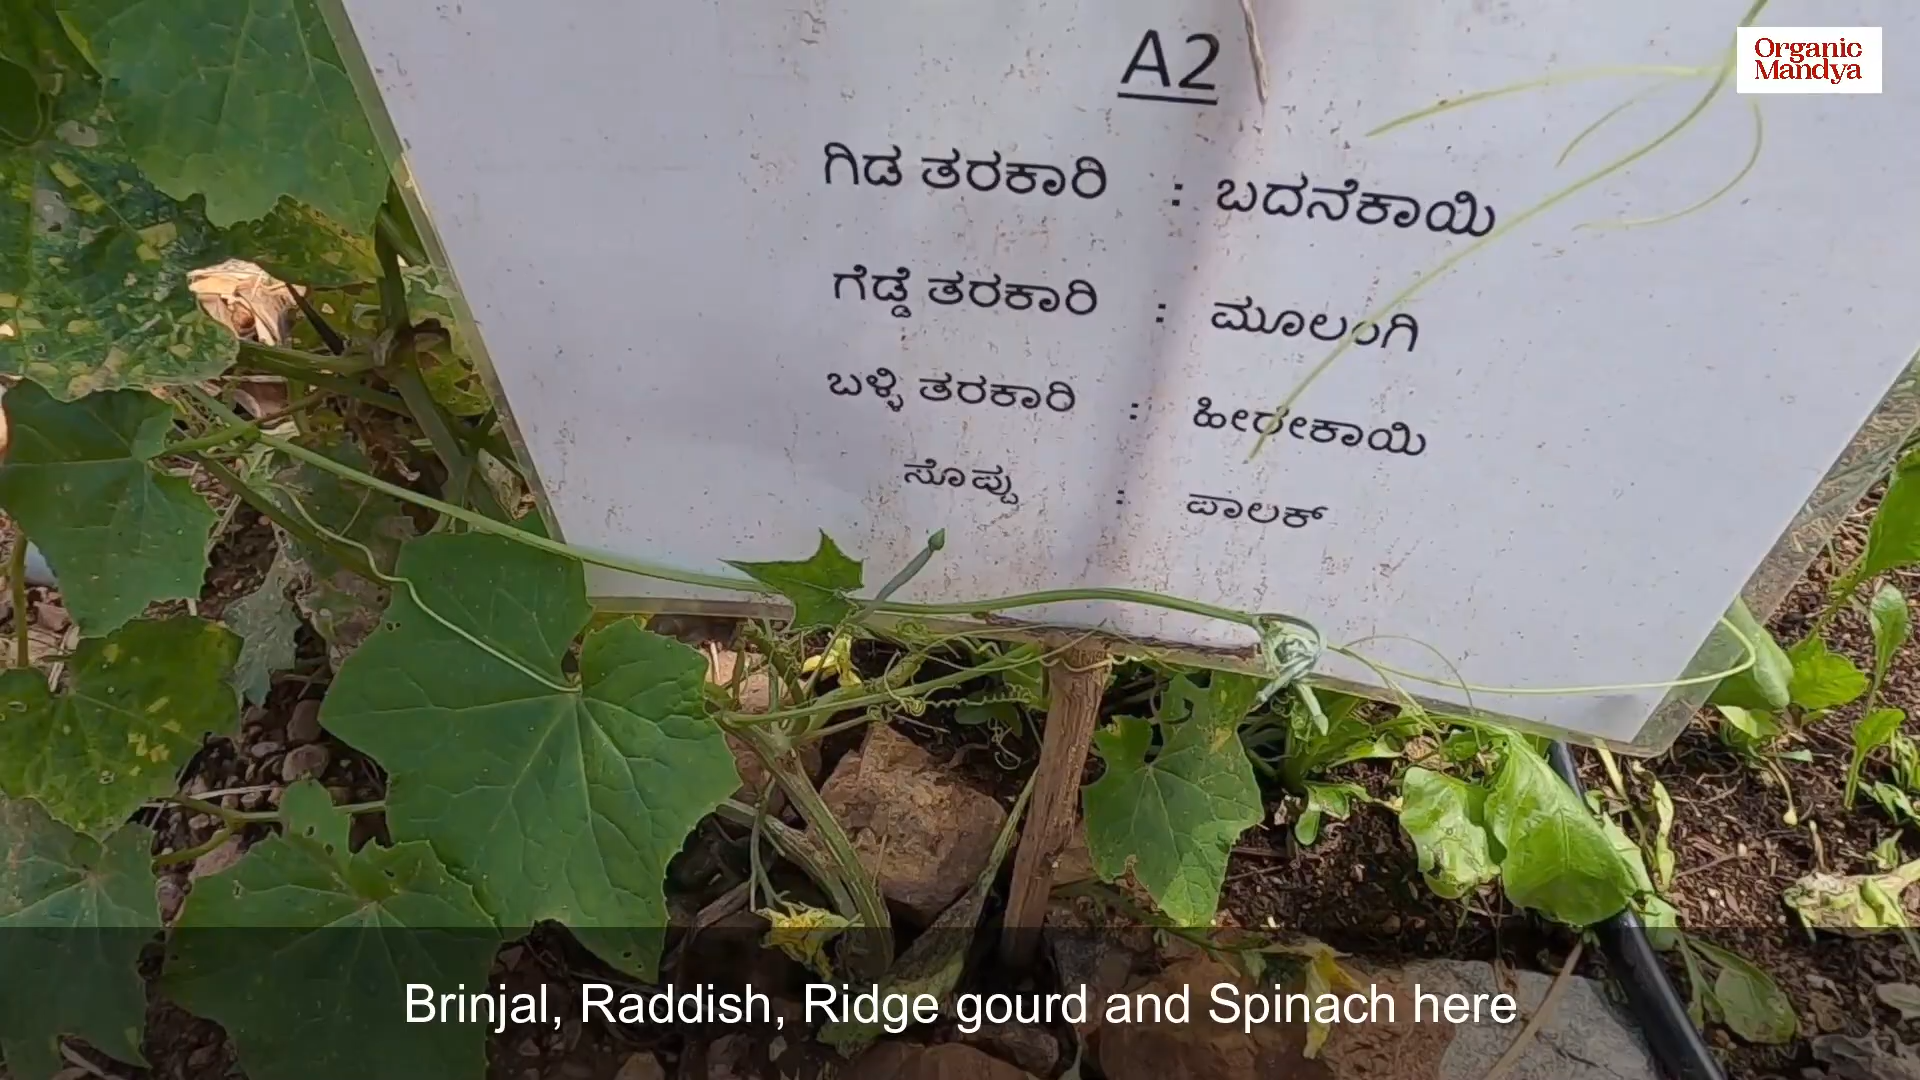 Organic
Mandya
A2
ಗಿಡ ತರಕಾರಿ : ಬದನೆಕಾಯಿ
ಗೆಡ್ಡೆ ತರಕಾರಿ : ಮೂಲಂಗಿ
ಬಳ್ಳಿ ತರಕಾರಿ : ಹೀರೇಕಾಯಿ
ಸೊಪ್ಪು : ಪಾಲಕ್
Brinjal, Raddish, Ridge gourd and Spinach here